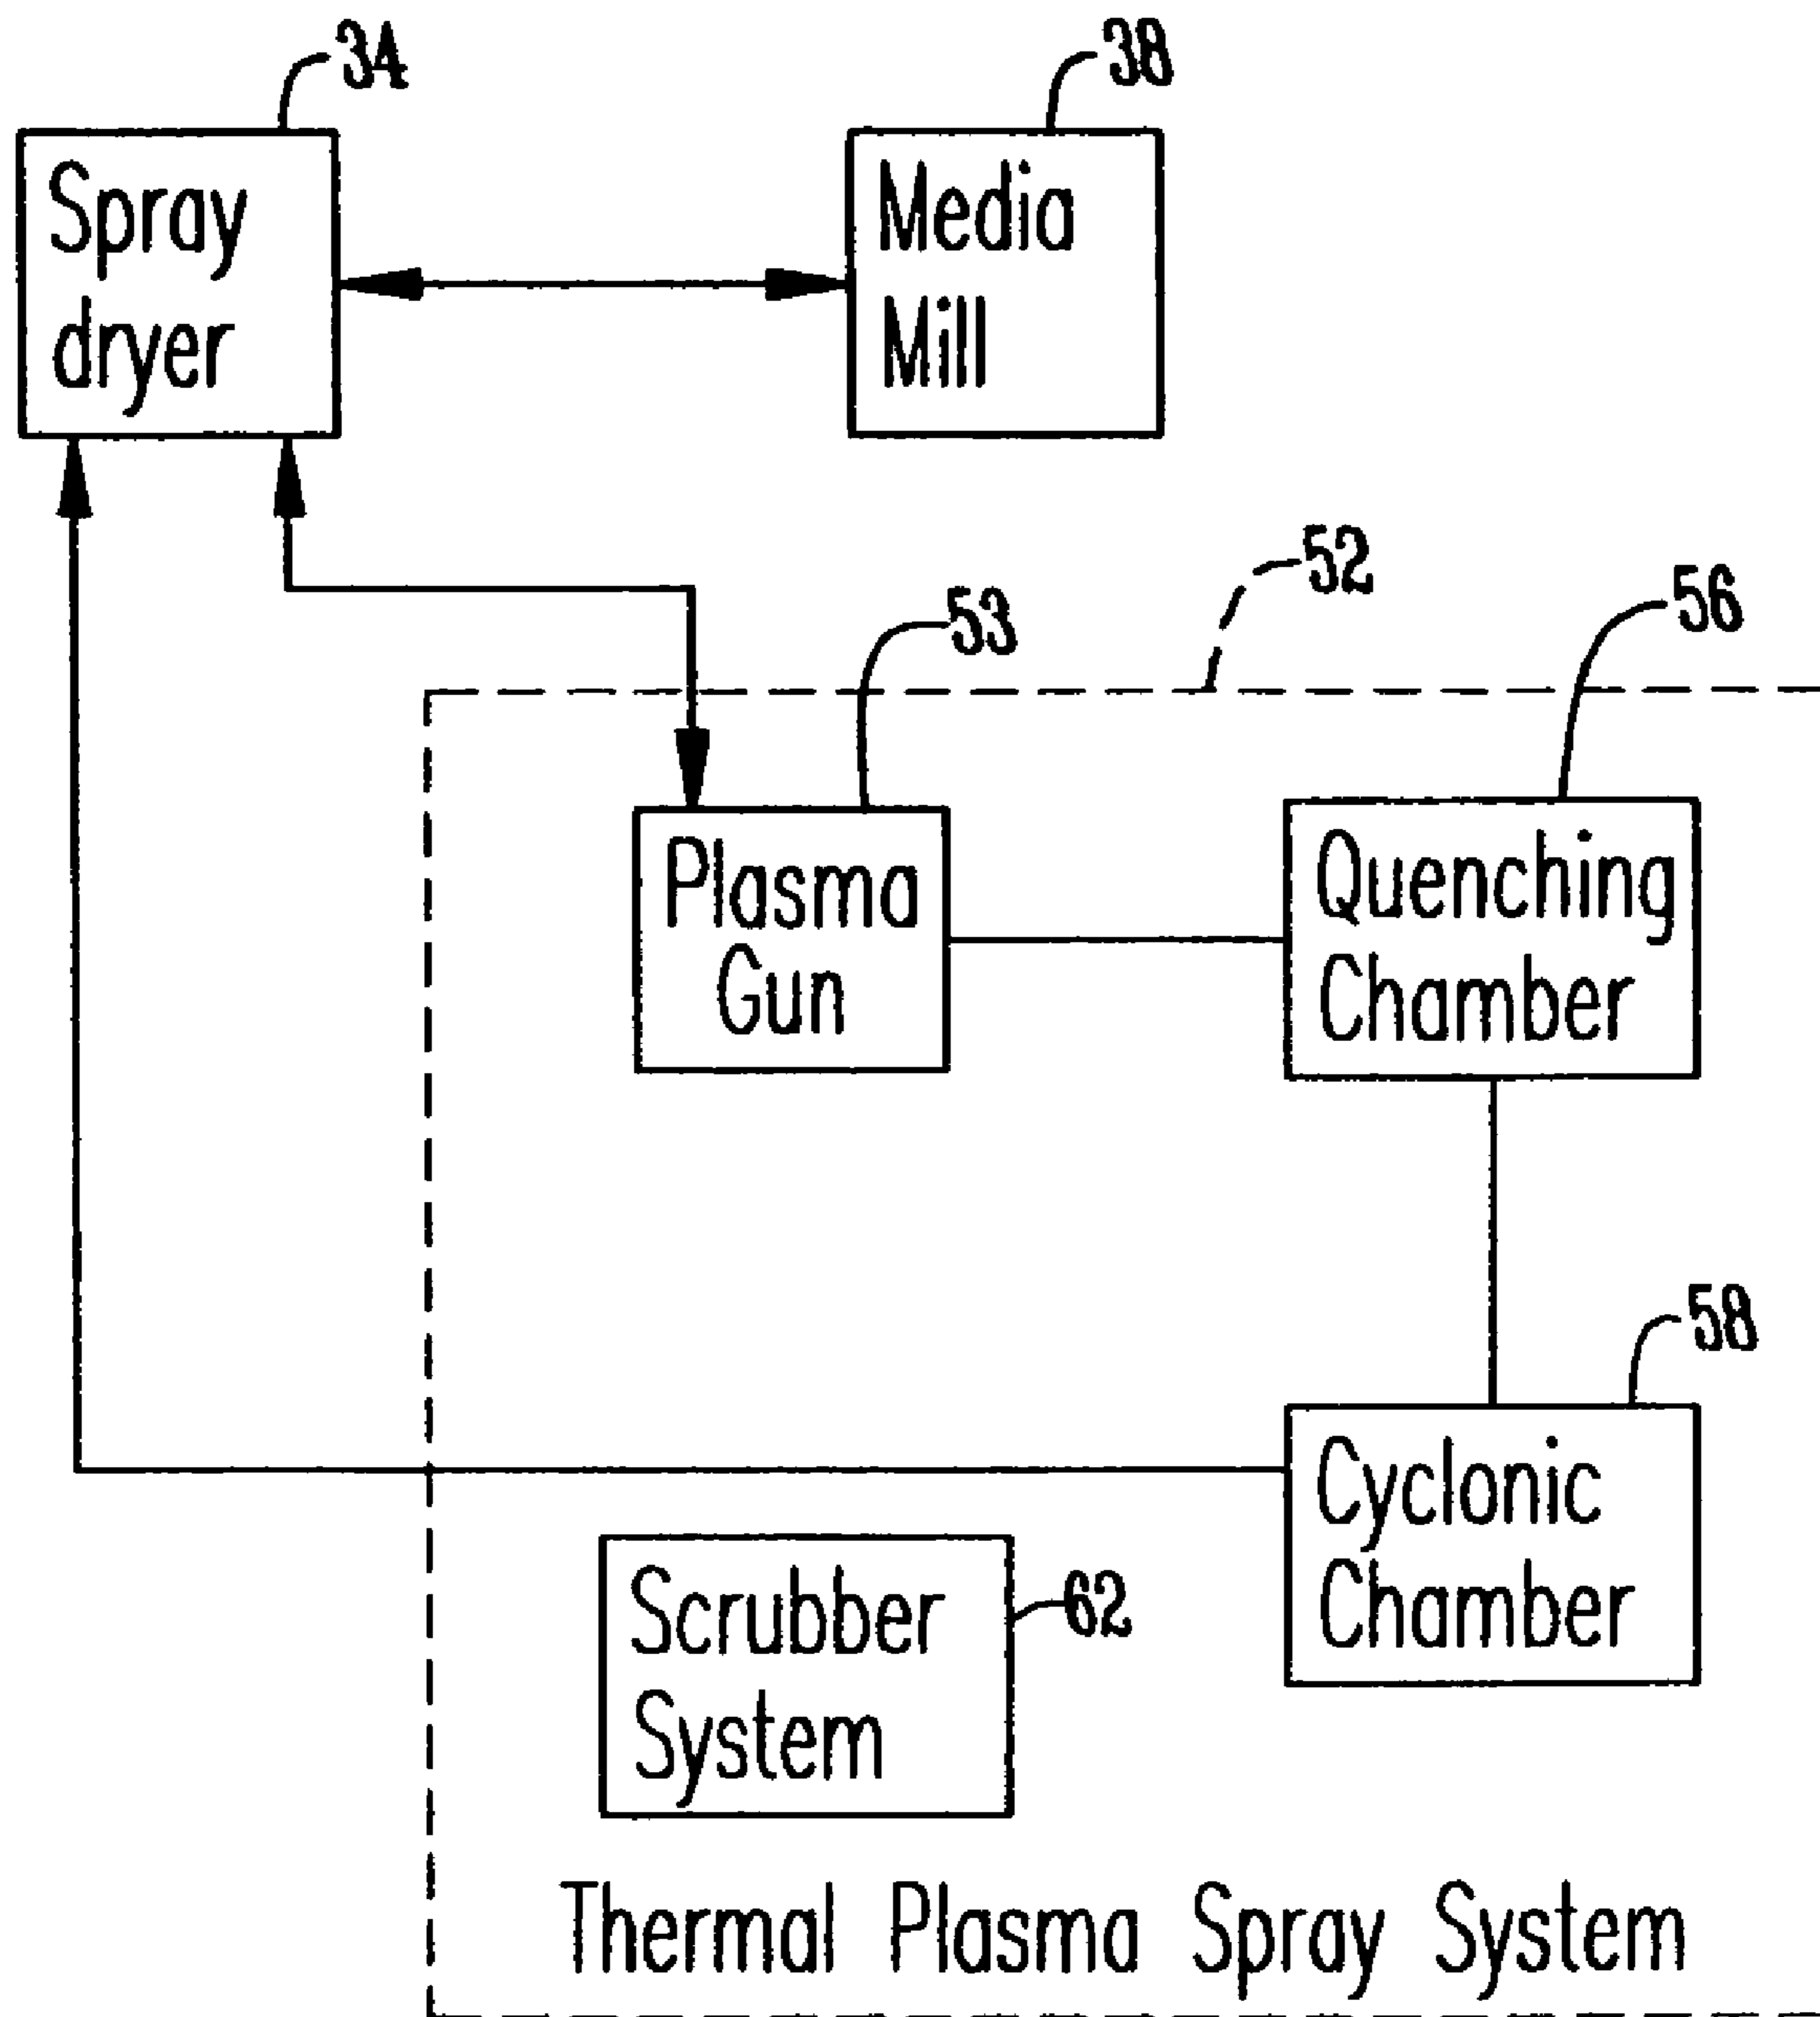 34
38
Spray
dryer
Media
Mill
52
56
53
Plasma
Gun
Quenching
Chamber
58
Cyclonic
Chamber
Scrubber
System
62
Thermal Plasma Spray System